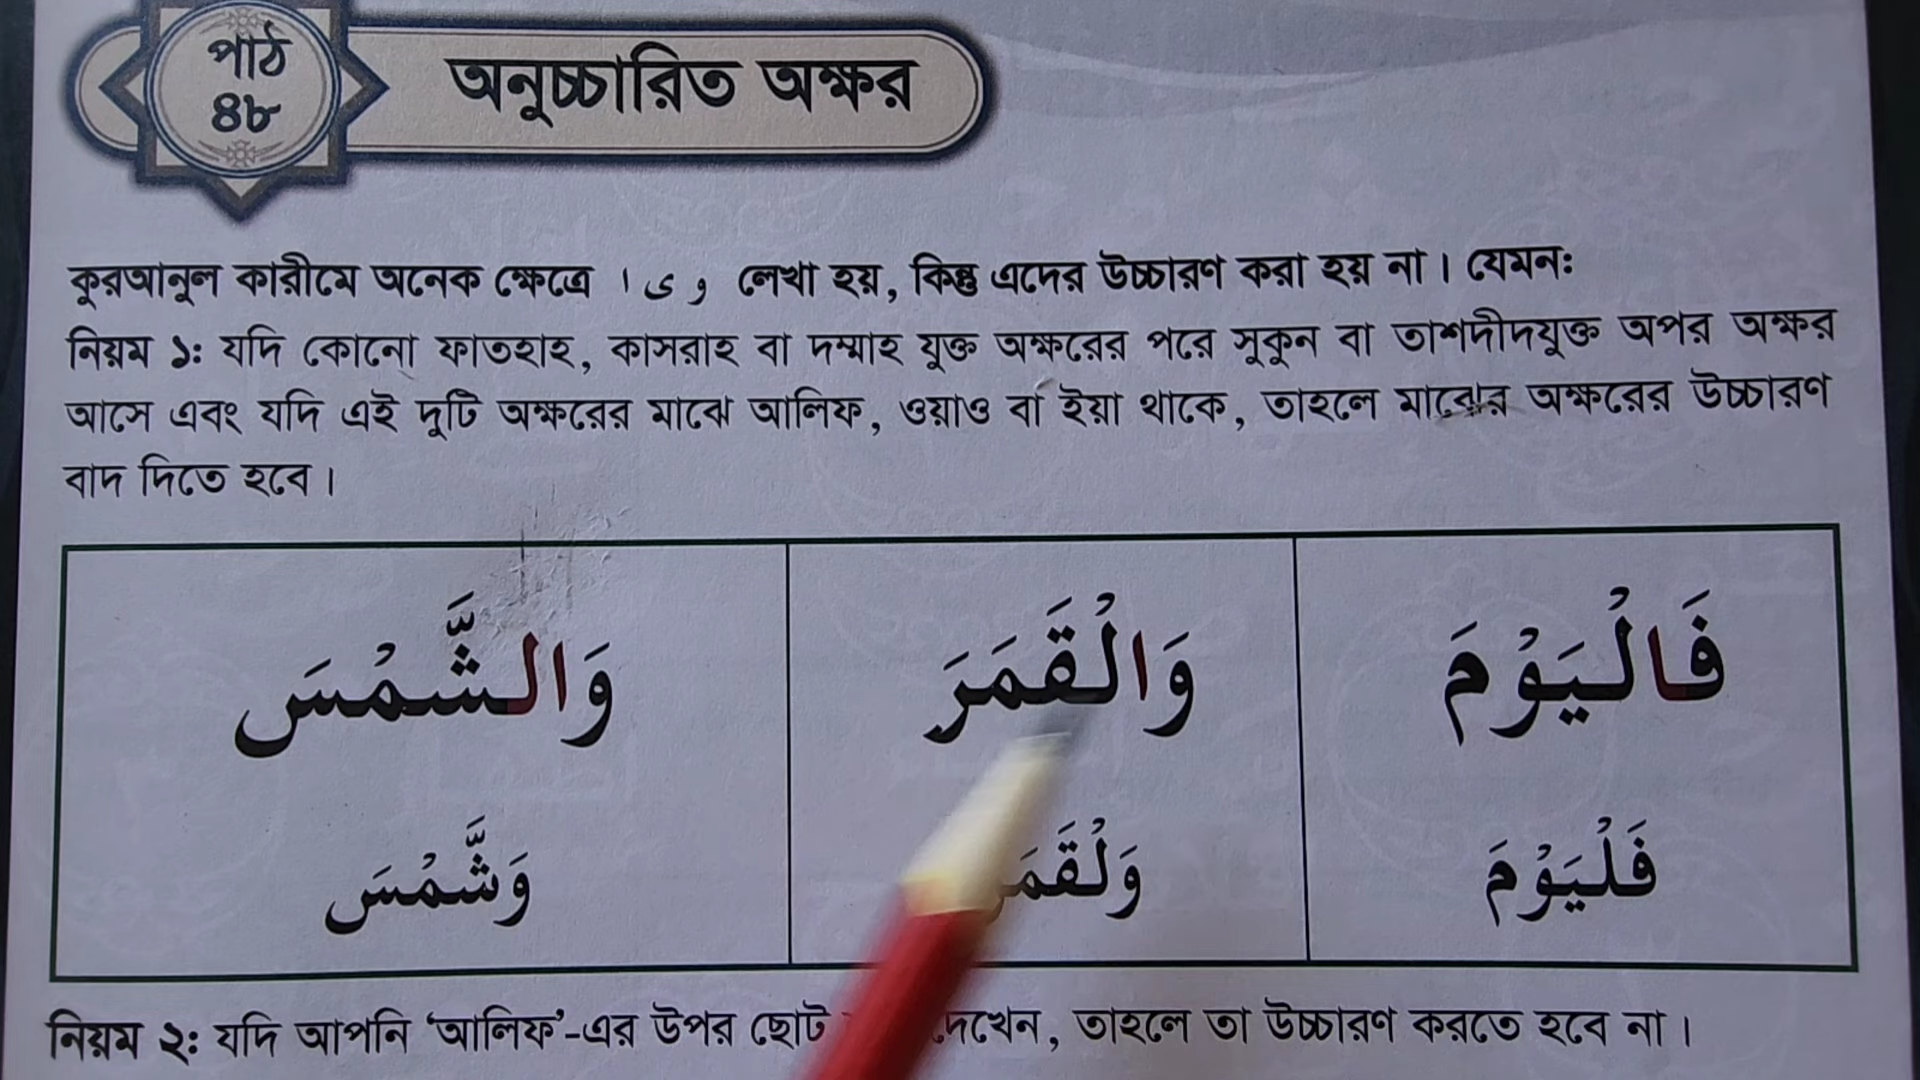 পাঠ
৪৮
অনুচ্চারিত অক্ষর
কুরআনুল কারীমে অনেক ক্ষেত্রে ا ى و লেখা হয়, কিন্তু এদের উচ্চারণ করা হয় না। যেমন:
নিয়ম ১: যদি কোনো ফাতহাহ, কাসরাহ বা দম্মাহ যুক্ত অক্ষরের পরে সুকুন বা তাশদীদযুক্ত অপর অক্ষর
আসে এবং যদি এই দুটি অক্ষরের মাঝে আলিফ, ওয়াও বা ইয়া থাকে, তাহলে মাঝের অক্ষরের উচ্চারণ
বাদ দিতে হবে।
فَالْيَوْمَ وَالْقَمَرَ وَالشَّمْسَ
فَلْيَوْمَ وَشَّمْسَ
নিয়ম ২: যদি আপনি ‘আলিফ’-এর উপর ছোট দেখেন, তাহলে তা উচ্চারণ করতে হবে না।